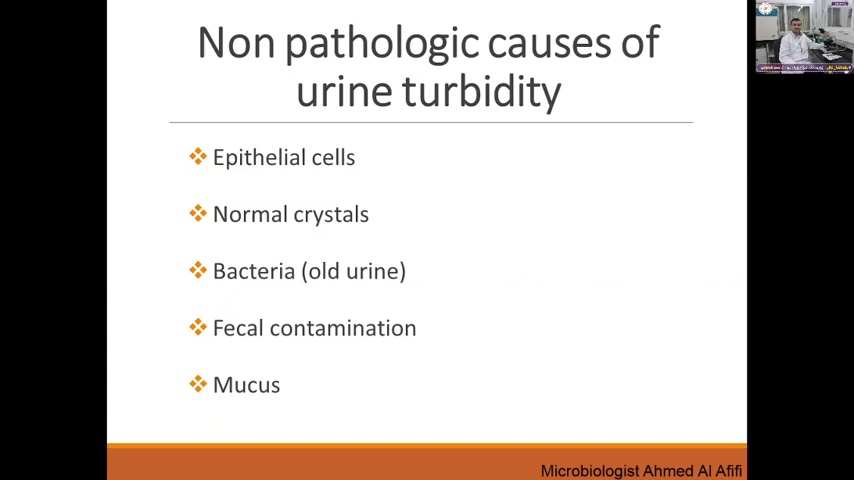 Non pathologic causes of
urine turbidity
Epithelial cells
Normal crystals
Bacteria (old urine)
Fecal contamination
Mucus
Microbiologist Ahmed Al Afifi